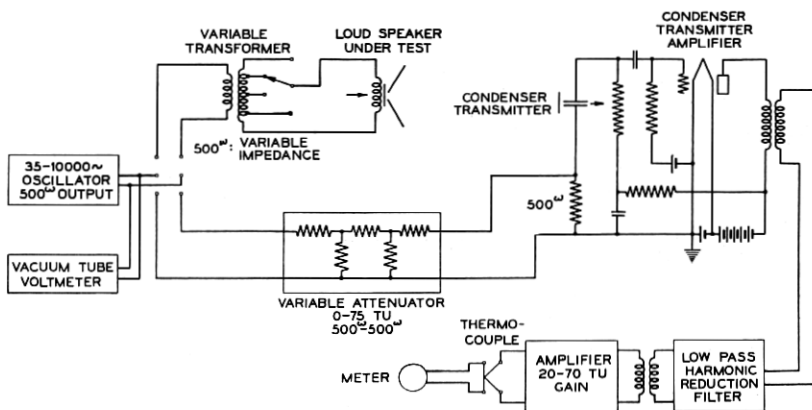 VARIABLE
TRANSFORMER
LOUD SPEAKER
UNDER TEST
CONDENSER
TRANSMITTER
AMPLIFIER
CONDENSER
TRANSMITTER
500ω: VARIABLE
IMPEDANCE
35-10000~
OSCILLATOR
500ω OUTPUT
500ω
VACUUM TUBE
VOLTMETER
VARIABLE ATTENUATOR
0-75 TU
500ω-500ω
THERMO-
COUPLE
METER
AMPLIFIER
20-70 TU
GAIN
LOW PASS
HARMONIC
REDUCTION
FILTER